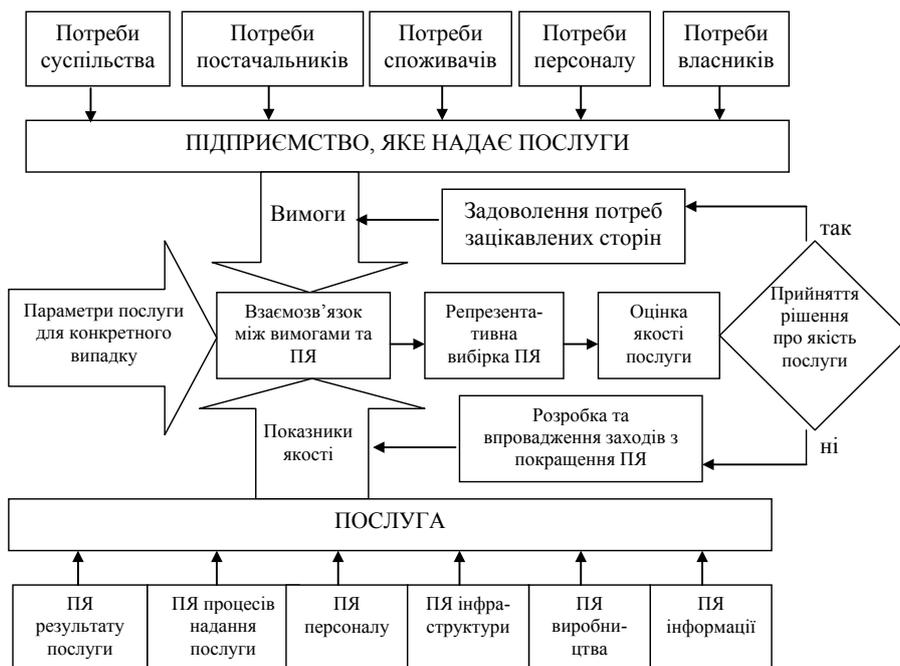 Потреби
суспільства
Потреби
постачальників
Потреби
споживачів
Потреби
персоналу
Потреби
власників
ПІДПРИЄМСТВО, ЯКЕ НАДАЄ ПОСЛУГИ
Вимоги
Задоволення потреб
зацікавлених сторін
так
Параметри послуги
для конкретного
випадку
Взаємозв’язок
між вимогами та
ПЯ
Репрезента-
тивна
вибірка ПЯ
Оцінка
якості
послуги
Прийняття
рішення
про якість
послуги
Показники
якості
Розробка та
впровадження заходів з
покращення ПЯ
ні
ПОСЛУГА
ПЯ
результату
послуги
ПЯ процесів
надання
послуги
ПЯ
персоналу
ПЯ інфра-
структури
ПЯ
виробни-
цтва
ПЯ
інформації